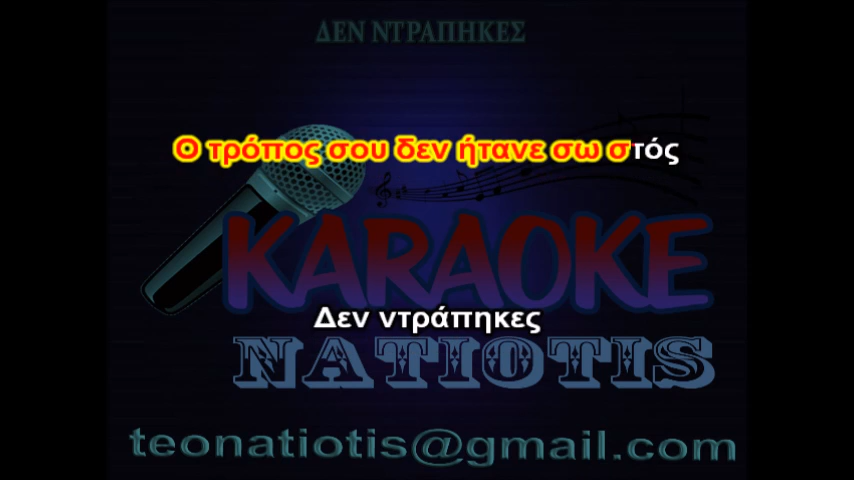 ΔΕΝ ΝΤΡΑΠΗΚΕΣ
Ο τρόπος σου δεν ήτανε σω στός
KARAOKE
Δεν ντράπηκες
NATIOTIS
teonatiotis@gmail.com